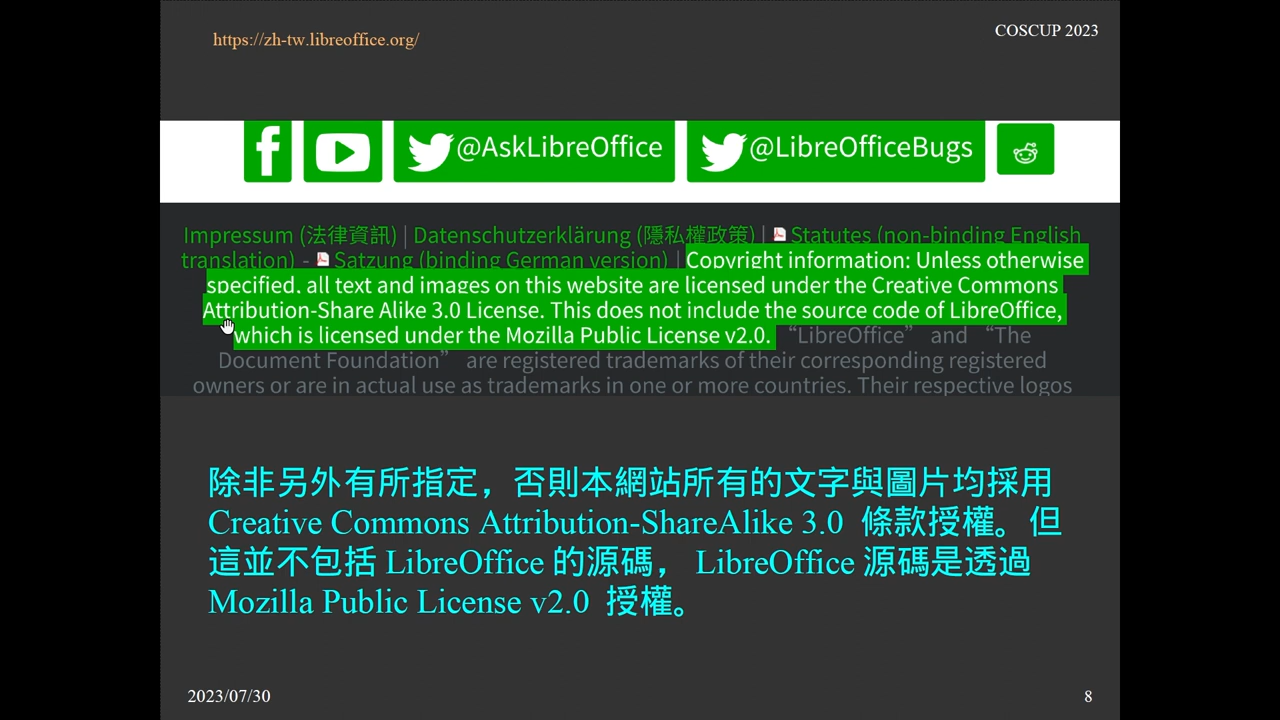 https://zh-tw.libreoffice.org/
COSCUP 2023
@AskLibreOffice
@LibreOfficeBugs
Impressum (法律資訊) | Datenschutzerklärung (隱私權政策) | Statutes (non-binding English
translation) - Satzung (binding German version) | Copyright information: Unless otherwise
specified, all text and images on this website are licensed under the Creative Commons
Attribution-Share Alike 3.0 License. This does not include the source code of LibreOffice,
which is licensed under the Mozilla Public License v2.0. “LibreOffice” and “The
Document Foundation” are registered trademarks of their corresponding registered
owners or are in actual use as trademarks in one or more countries. Their respective logos
除非另外有所指定，否則本網站所有的文字與圖片均採用
Creative Commons Attribution-ShareAlike 3.0 條款授權。但
這並不包括 LibreOffice 的源碼， LibreOffice 源碼是透過
Mozilla Public License v2.0 授權。
2023/07/30
8